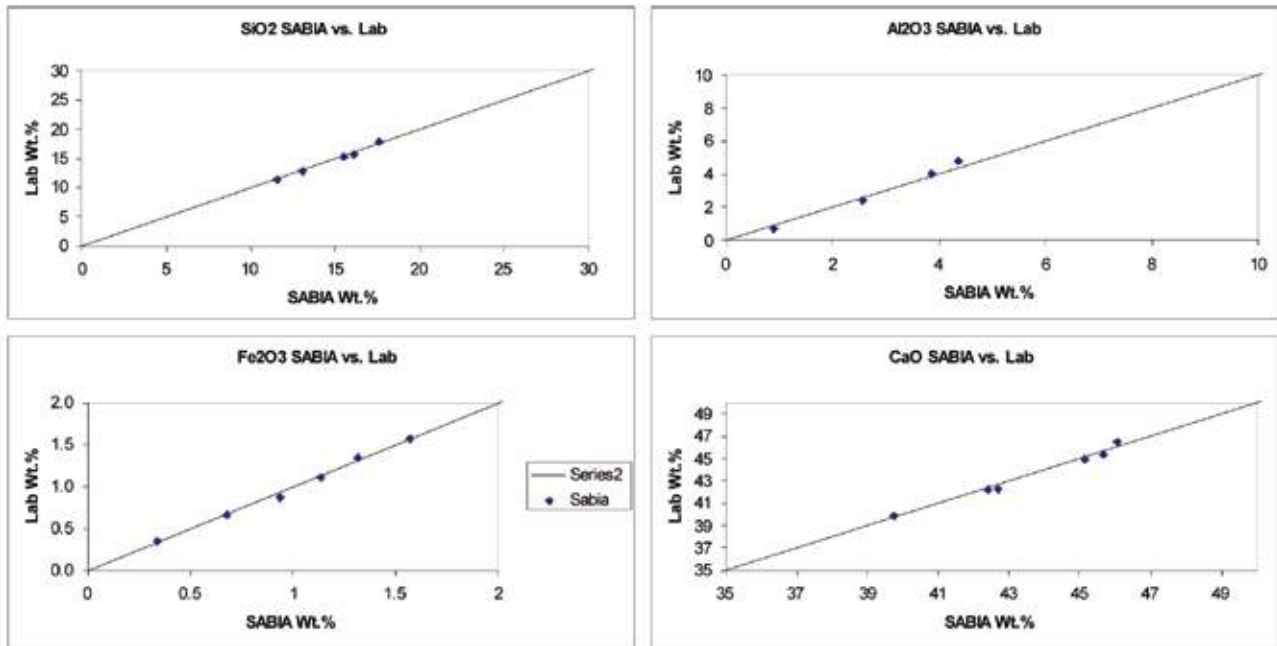 SiO2 SABIA vs. Lab
Lab Wt.%
30
25
20
15
10
5
0
0 5 10 15 20 25 30
SABIA Wt.%
Al2O3 SABIA vs. Lab
Lab Wt.%
10
8
6
4
2
0
0 2 4 6 8 10
SABIA Wt.%
Fe2O3 SABIA vs. Lab
Lab Wt.%
2.0
1.5
1.0
0.5
0.0
0 0.5 1 1.5 2
SABIA Wt.%
Series2
Sabia
CaO SABIA vs. Lab
Lab Wt.%
49
47
45
43
41
39
37
35
35 37 39 41 43 45 47 49
SABIA Wt.%